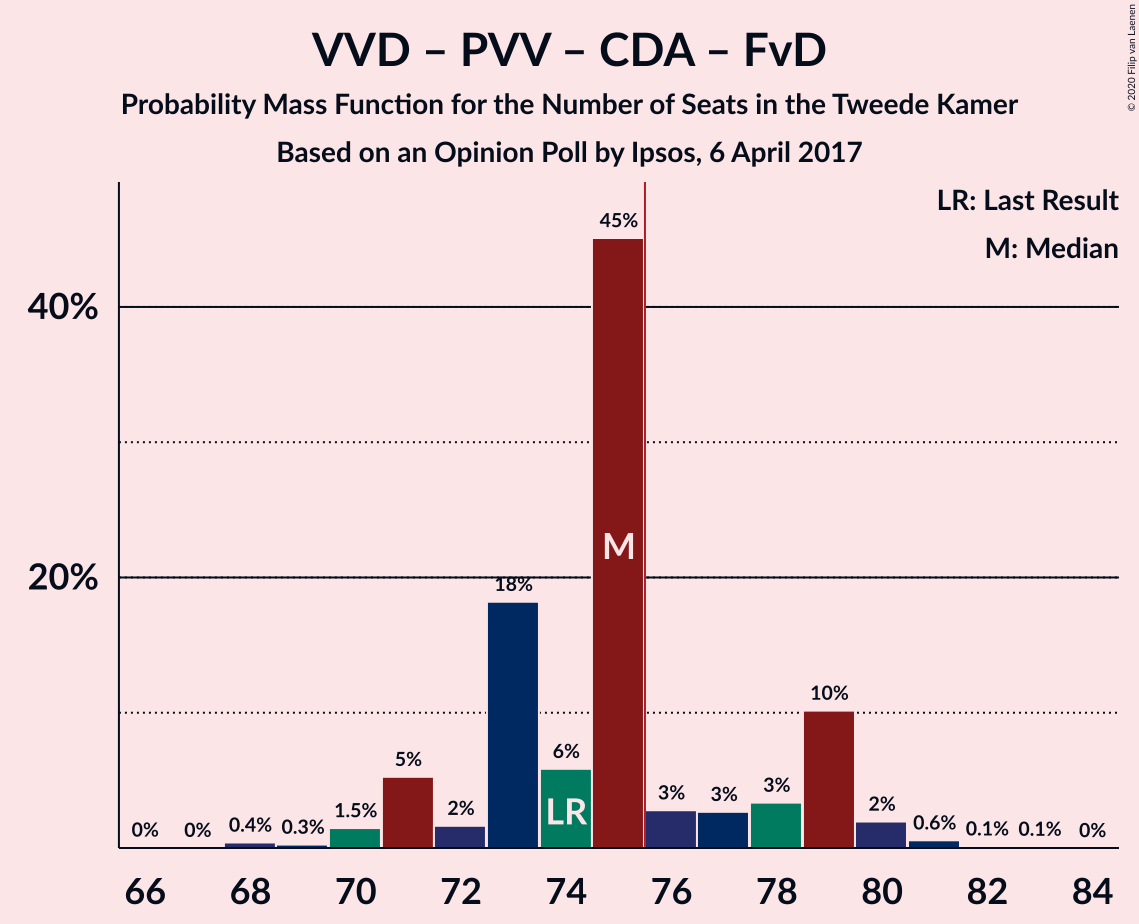 VVD – PVV – CDA – FvD
Probability Mass Function for the Number of Seats in the Tweede Kamer
Based on an Opinion Poll by Ipsos, 6 April 2017
© 2020 Filip van Laenen
LR: Last Result
M: Median
40%
20%
0%
0%
0.4%
0.3%
1.5%
5%
2%
18%
6%
45%
3%
3%
3%
10%
2%
0.6%
0.1%
0.1%
0%
M
LR
66 68 70 72 74 76 78 80 82 84